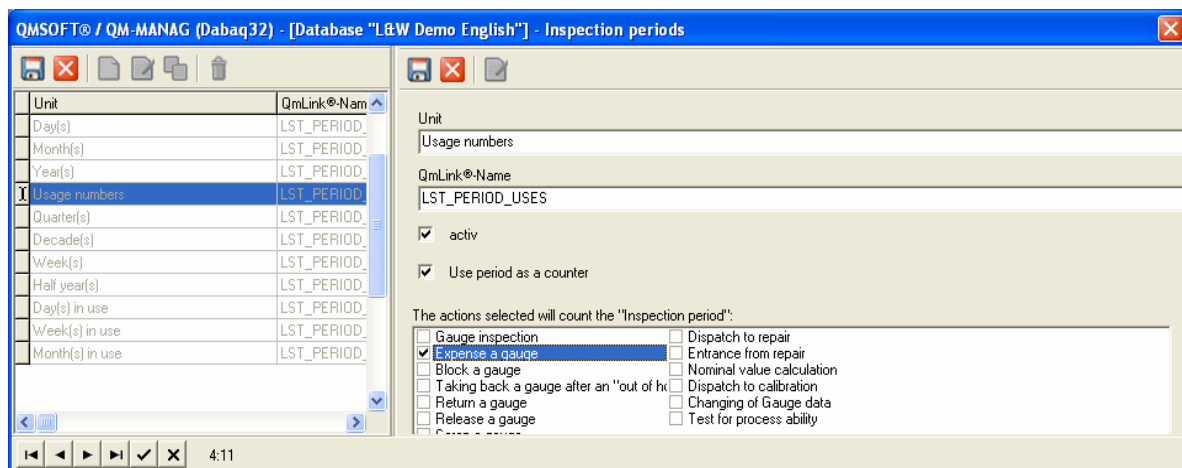 QMSOFT® / QM-MANAG (Dabaq32) - [Database "L&W Demo English"] - Inspection periods
Unit QmLink®-Nam
Day(s) LST_PERIOD_
Month(s) LST_PERIOD_
Year(s) LST_PERIOD_
Usage numbers LST_PERIOD_
Quarter(s) LST_PERIOD_
Decade(s) LST_PERIOD_
Week(s) LST_PERIOD_
Half year(s) LST_PERIOD_
Day(s) in use LST_PERIOD_
Week(s) in use LST_PERIOD_
Month(s) in use LST_PERIOD_
4:11
Unit
Usage numbers
QmLink®-Name
LST_PERIOD_USES
activ
Use period as a counter
The actions selected will count the "Inspection period":
Gauge inspection
Expense a gauge
Block a gauge
Taking back a gauge after an "out of
Return a gauge
Release a gauge
Dispatch to repair
Entrance from repair
Nominal value calculation
Dispatch to calibration
Changing of Gauge data
Test for process ability